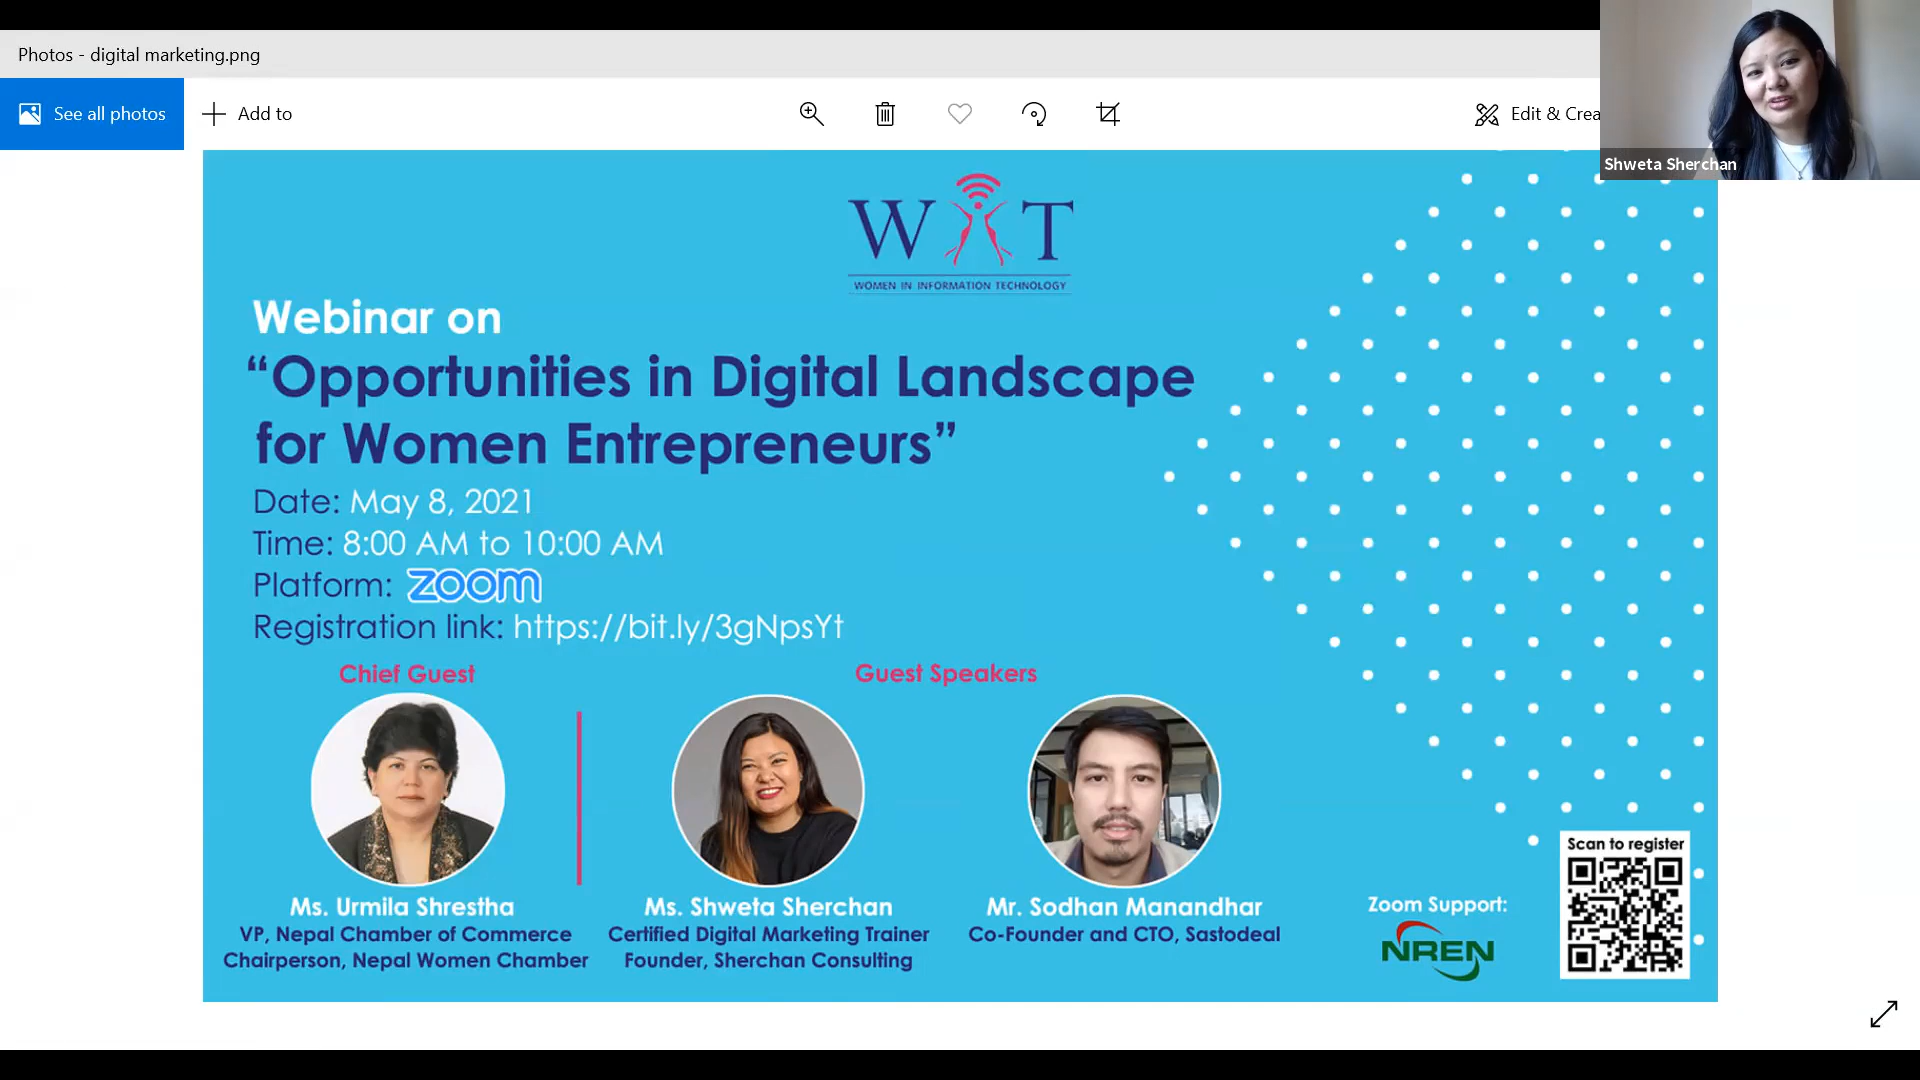 Photos - digital marketing.png
See all photos
Add to
Edit & Crea
Shweta Sherchan
W T
WOMEN IN INFORMATION TECHNOLOGY
Webinar on
“Opportunities in Digital Landscape
for Women Entrepreneurs”
Date: May 8, 2021
Time: 8:00 AM to 10:00 AM
Platform: zoom
Registration link: https://bit.ly/3gNpsYt
Chief Guest
Guest Speakers
Ms. Urmila Shrestha
VP, Nepal Chamber of Commerce
Chairperson, Nepal Women Chamber
Ms. Shweta Sherchan
Certified Digital Marketing Trainer
Founder, Sherchan Consulting
Mr. Sodhan Manandhar
Co-Founder and CTO, Sastodeal
Zoom Support:
NREN
Scan to register